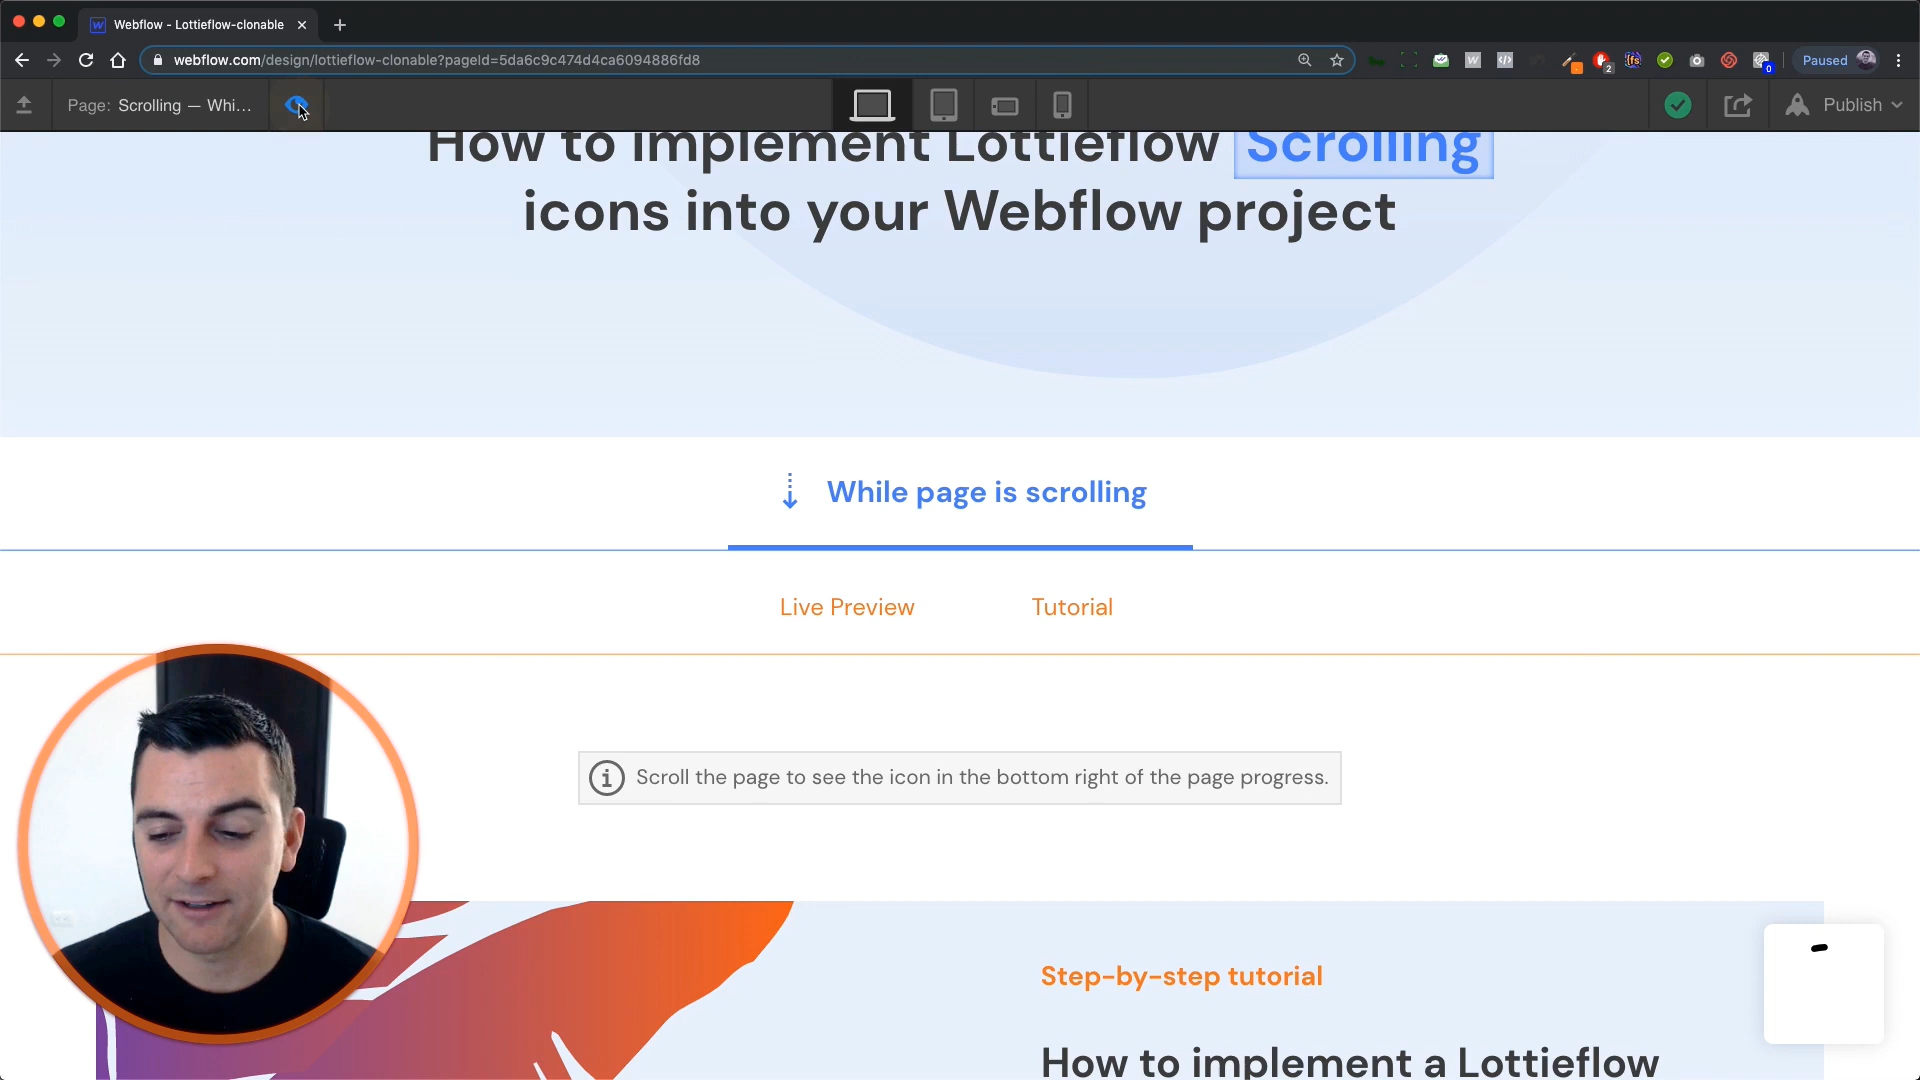 Webflow - Lottieflow-clonable
webflow.com/design/lottieflow-clonable?pageId=5da6c9c474d4ca6094886fd8
Paused
Page: Scrolling — Whi...
Publish
How to implement Lottieflow Scrolling
icons into your Webflow project
While page is scrolling
Live Preview
Tutorial
Scroll the page to see the icon in the bottom right of the page progress.
Step-by-step tutorial
How to implement a Lottieflow